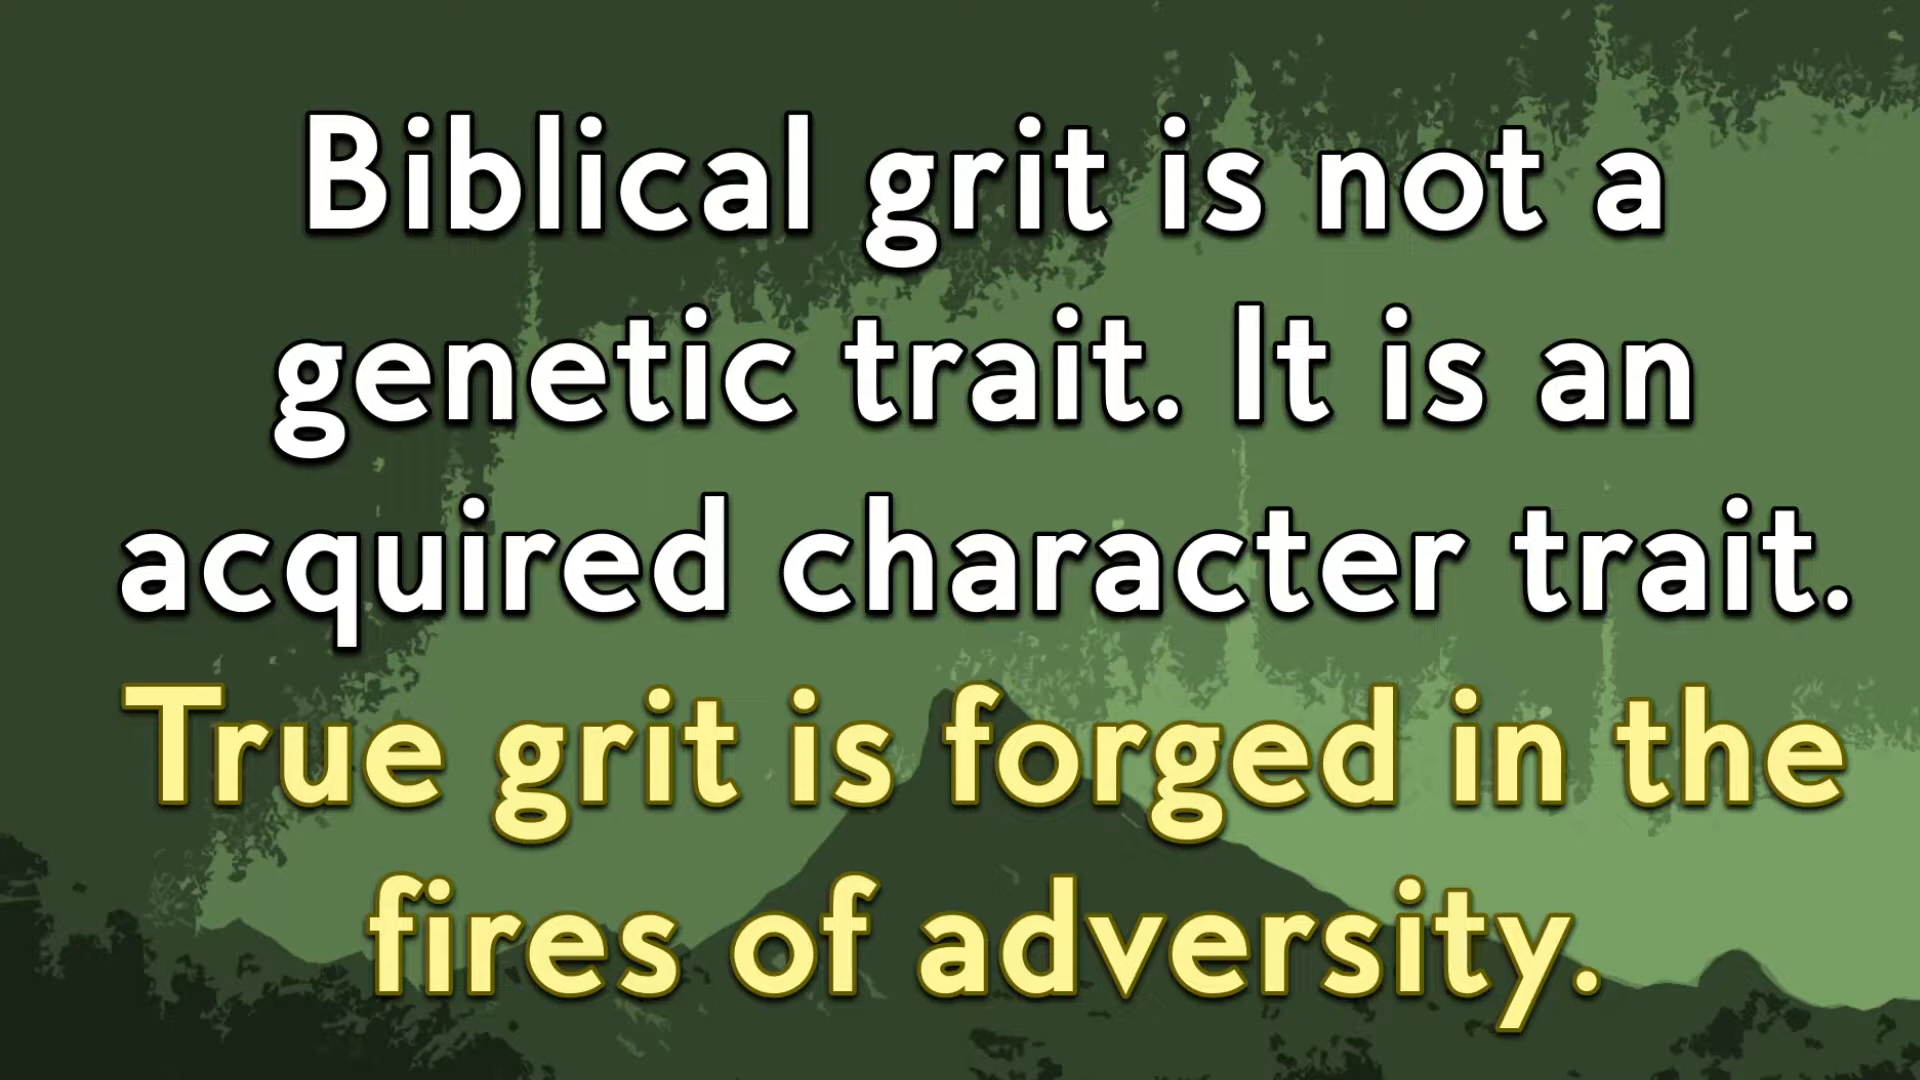 Biblical grit is not a
genetic trait. It is an
acquired character trait.
True grit is forged in the
fires of adversity.